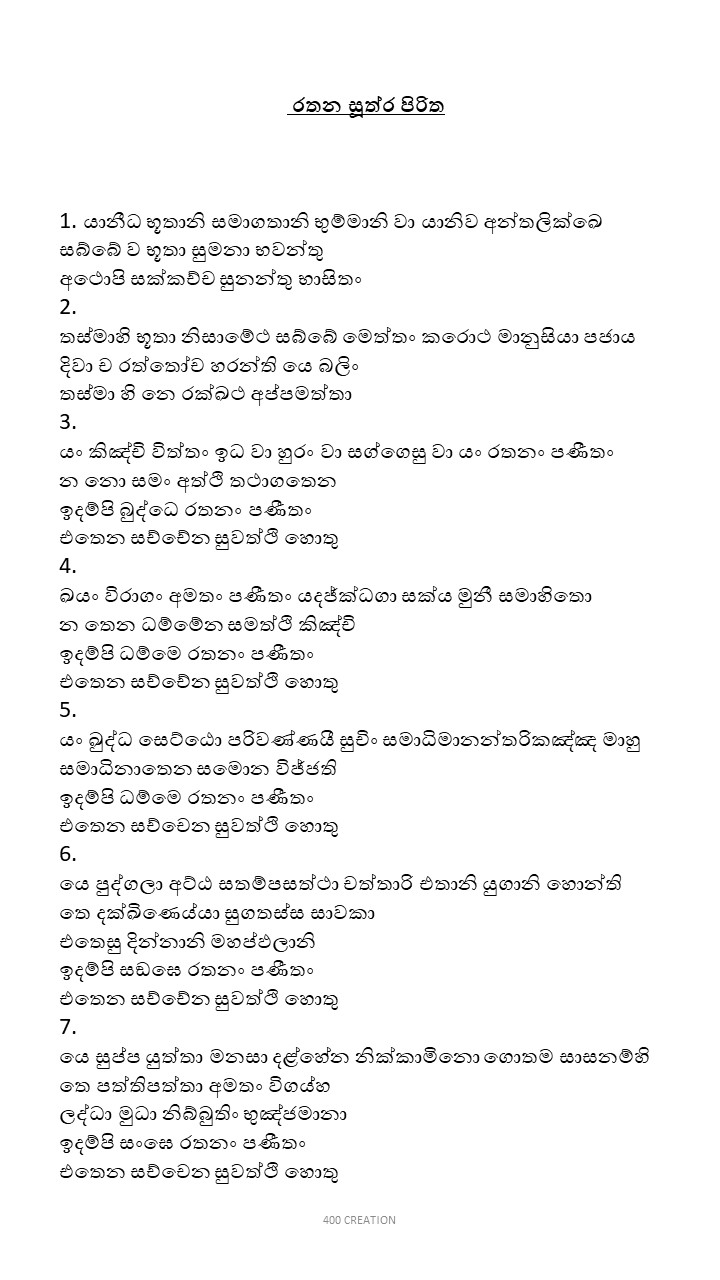 රතන සූත්‍ර පිරිත
1. යානීධ භූතානි සමාගතානි භුම්මානි වා යානිව අන්තලික්ඛෙ
සබ්බේ ව භූතා සුමනා භවන්තු
අථොපි සක්කච්ච සුනන්තු භාසිතං
2.
තස්මාහි භූතා නිසාමේථ සබ්බේ මෙත්තං කරොථ මානුසියා පජාය
දිවා ච රත්තෝච හරන්ති යෙ බලිං
තස්මා හි නෙ රක්ඛථ අප්පමත්තා
3.
යං කිඤ්චි විත්තං ඉධ වා හුරං වා සග්ගෙසු වා යං රතනං පණීතං
න නො සමං අත්ථි තථාගතෙන
ඉදම්පි බුද්ධෙ රතනං පණීතං
එතෙන සච්චේන සුවත්ථි හොතු
4.
ඛයං විරාගං අමතං පණීතං යදජ්ක්ධගා සක්‍ය මුනී සමාහිතො
න තෙන ධම්මේන සමත්ථි කිඤ්චි
ඉදම්පි ධම්මෙ රතනං පණීතං
එතෙන සච්චේන සුවත්ථි හොතු
5.
යං බුද්ධ සෙට්ඨො පරිවණ්ණයී සුචිං සමාධිමානන්තරිකඤ්ඤ මාහු
සමාධිනාතෙන සමොන විජ්ජති
ඉදම්පි ධම්මෙ රතනං පණීතං
එතෙන සච්චෙන සුවත්ථි හොතු
6.
යෙ පුද්ගලා අට්ඨ සතම්පසත්ථා චත්තාරි එතානි යුගානි හොන්ති
තෙ දක්ඛිණෙය්යා සුගතස්ස සාවකා
එතෙසු දින්නානි මහප්ඵලානි
ඉදම්පි සඬඝෙ රතනං පණීතං
එතෙන සච්චේන සුවත්ථි හොතු
7.
යෙ සුප්ප යුත්තා මනසා දළ්හේන නික්කාමිනො ගොතම සාසනම්හි
තෙ පත්තිපත්තා අමතං විගය්හ
ලද්ධා මුධා නිබ්බුතිං භුඤ්ජමානා
ඉදම්පි සංඝෙ රතනං පණීතං
එතෙන සච්චෙන සුවත්ථි හොතු
400 CREATION